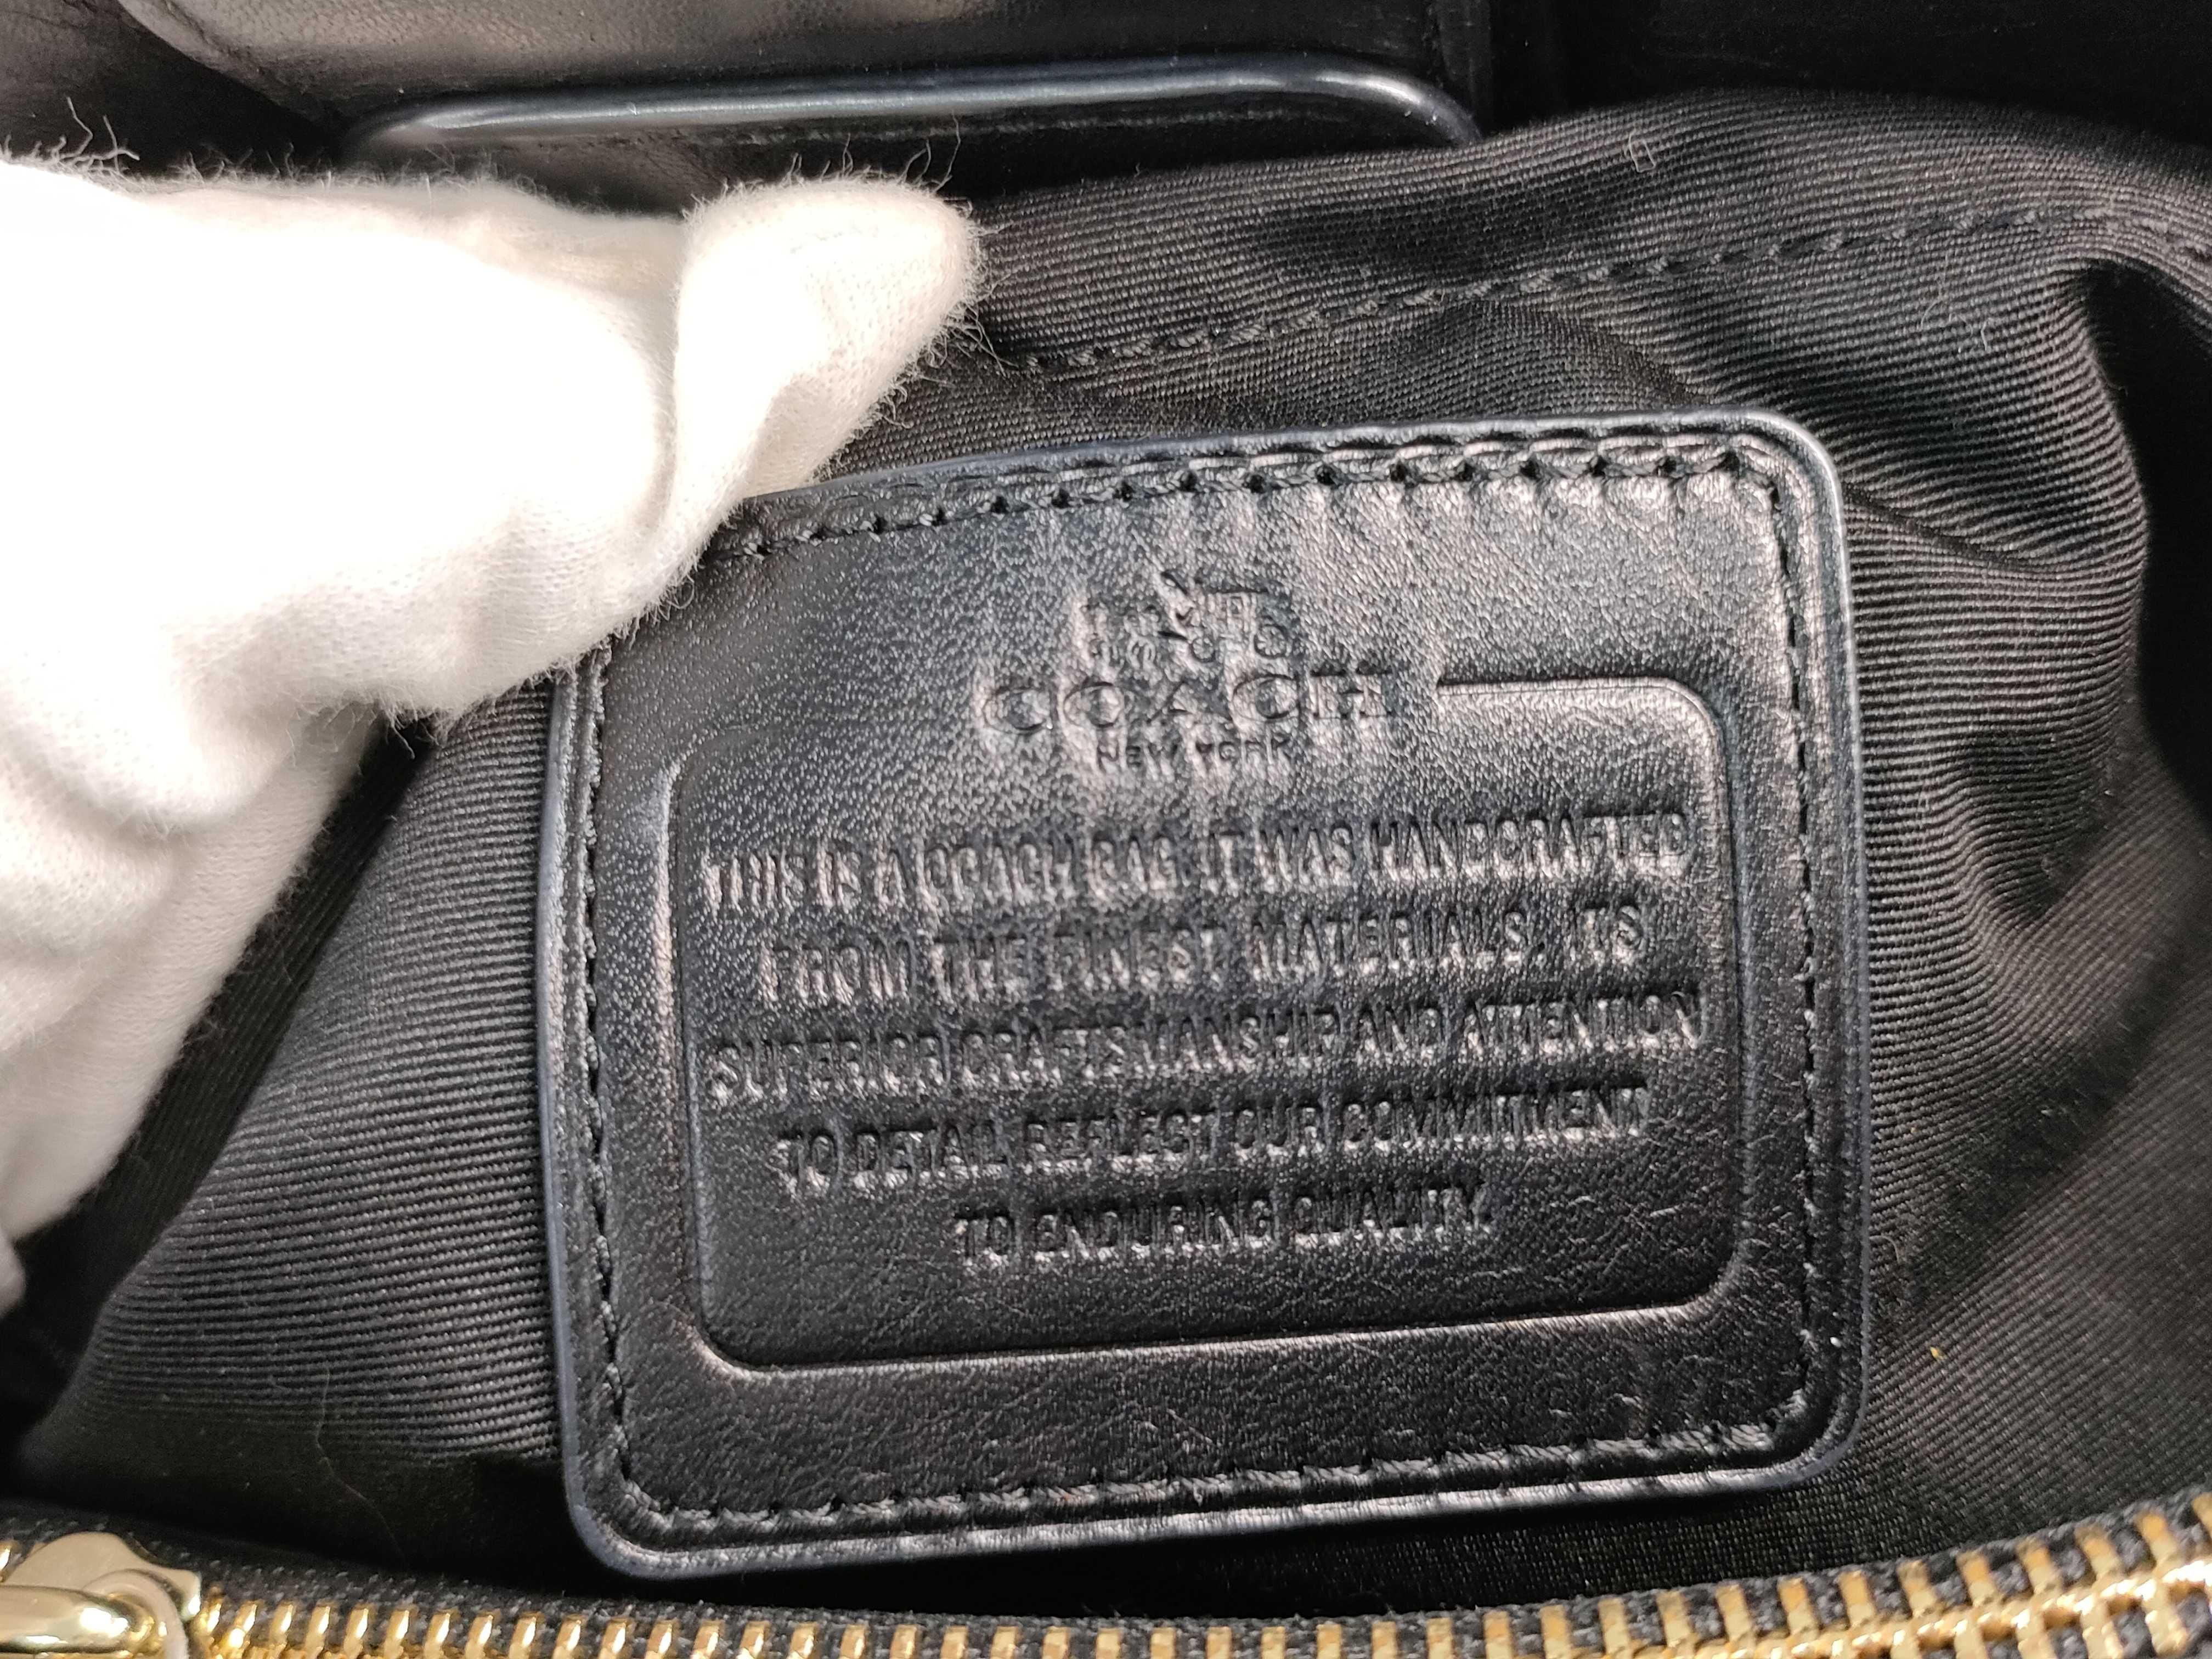 COACH
NEW YORK
THIS IS A COACH BAG. IT WAS HANDCRAFTED
FROM THE FINEST MATERIALS. ITS
SUPERIOR CRAFTSMANSHIP AND ATTENTION
TO DETAIL REFLECT OUR COMMITMENT
TO ENDURING QUALITY.